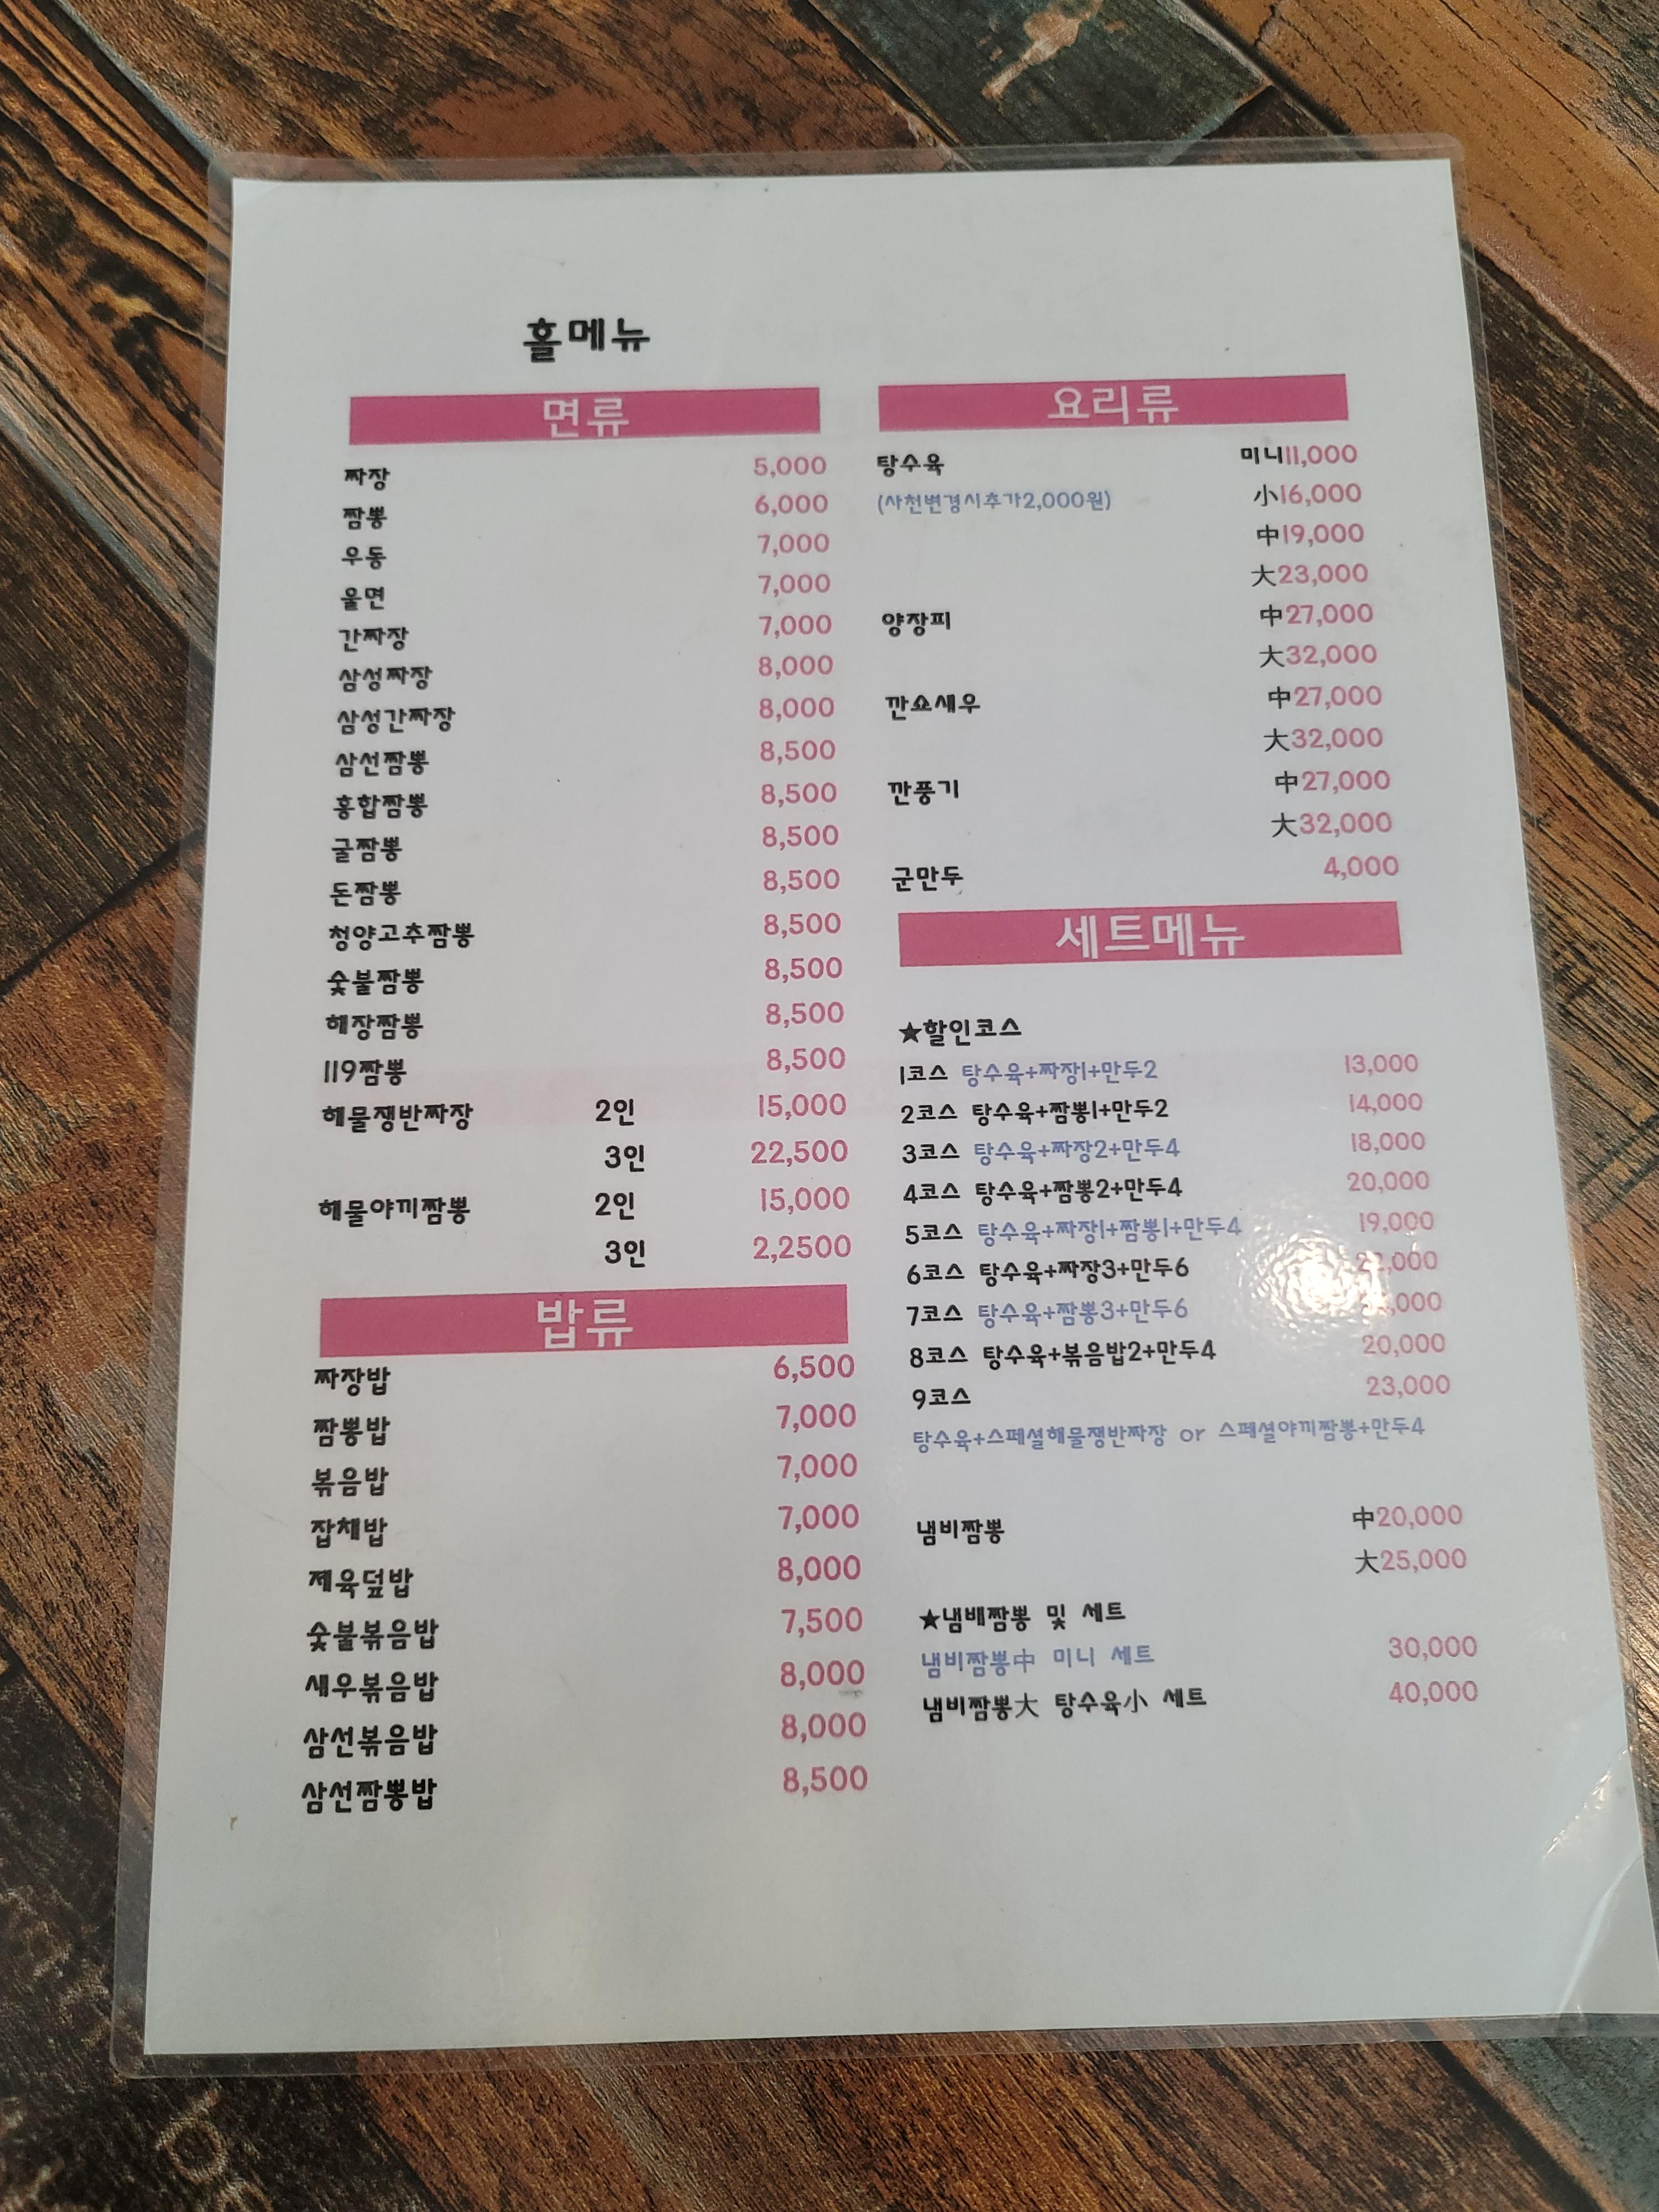 홀메뉴
면류
짜장 5,000
짬뽕 6,000
우동 7,000
울면 7,000
간짜장 7,000
삼성짜장 8,000
삼성간짜장 8,000
삼선짬뽕 8,500
홍합짬뽕 8,500
굴짬뽕 8,500
돈짬뽕 8,500
청양고추짬뽕 8,500
숯불짬뽕 8,500
해장짬뽕 8,500
119짬뽕 8,500
해물쟁반짜장 2인 15,000
3인 22,500
해물야끼짬뽕 2인 15,000
3인 2,2500
밥류
짜장밥 6,500
짬뽕밥 7,000
볶음밥 7,000
잡채밥 7,000
제육덮밥 8,000
숯불볶음밥 7,500
새우볶음밥 8,000
삼선볶음밥 8,000
삼선짬뽕밥 8,500
요리류
탕수육 미니11,000
(사천변경시추가2,000원) 小16,000
中19,000
大23,000
양장피 中27,000
大32,000
깐쇼새우 中27,000
大32,000
깐풍기 中27,000
大32,000
군만두 4,000
세트메뉴
★할인코스
1코스 탕수육+짜장1+만두2 13,000
2코스 탕수육+짬뽕1+만두2 14,000
3코스 탕수육+짜장2+만두4 18,000
4코스 탕수육+짬뽕2+만두4 20,000
5코스 탕수육+짜장1+짬뽕1+만두4 19,000
6코스 탕수육+짜장3+만두6
7코스 탕수육+짬뽕3+만두6
8코스 탕수육+볶음밥2+만두4 20,000
9코스 23,000
탕수육+스페셜해물쟁반짜장 or 스페셜야끼짬뽕+만두4
냄비짬뽕 中20,000
大25,000
★냄배짬뽕 및 세트
냄비짬뽕中 미니 세트 30,000
냄비짬뽕大 탕수육小 세트 40,000